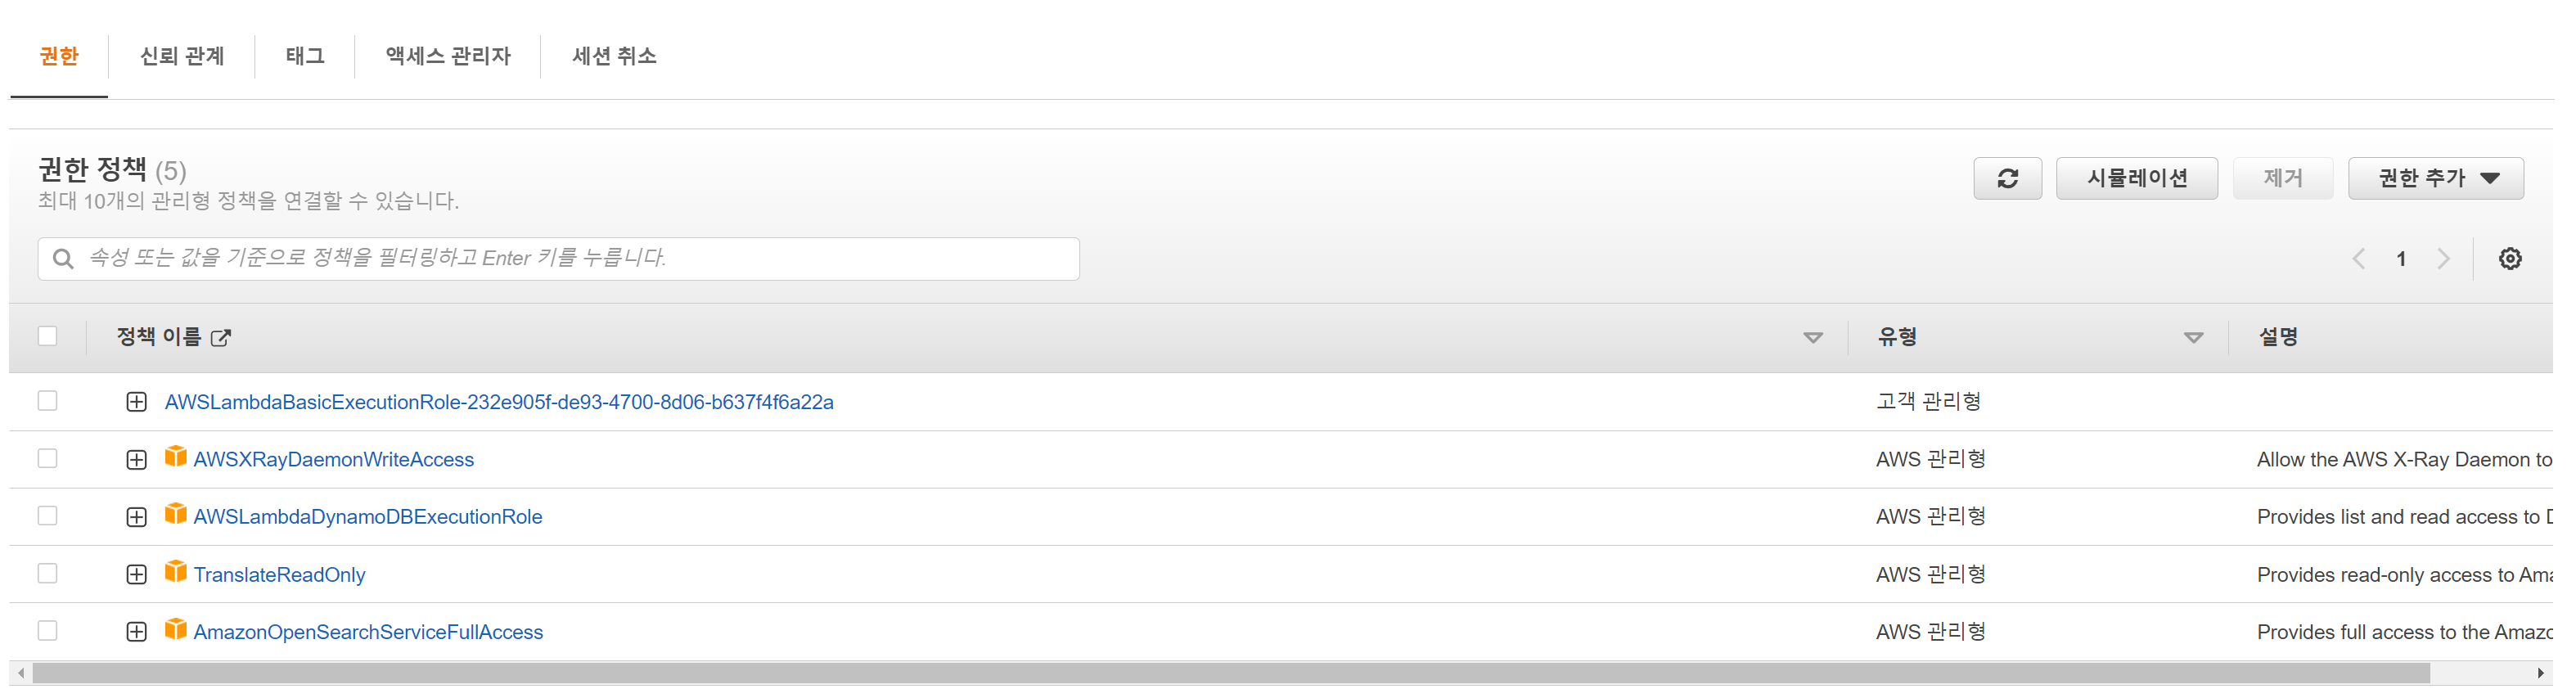 권한 신뢰 관계 태그 액세스 관리자 세션 취소
권한 정책 (5)
최대 10개의 관리형 정책을 연결할 수 있습니다.
시뮬레이션 제거 권한 추가
속성 또는 값을 기준으로 정책을 필터링하고 Enter 키를 누릅니다.
1
정책 이름 유형 설명
AWSLambdaBasicExecutionRole-232e905f-de93-4700-8d06-b637f4f6a22a 고객 관리형
AWSXRayDaemonWriteAccess AWS 관리형 Allow the AWS X-Ray Daemon to
AWSLambdaDynamoDBExecutionRole AWS 관리형 Provides list and read access to D
TranslateReadOnly AWS 관리형 Provides read-only access to Ama
AmazonOpenSearchServiceFullAccess AWS 관리형 Provides full access to the Amazo